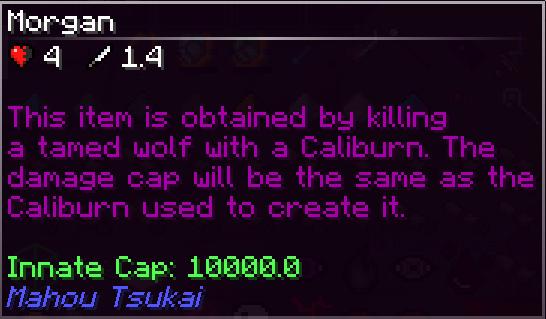 Morgan
4 1.4
This item is obtained by killing
a tamed wolf with a Caliburn. The
damage cap will be the same as the
Caliburn used to create it.
Innate Cap: 10000.0
Mahou Tsukai